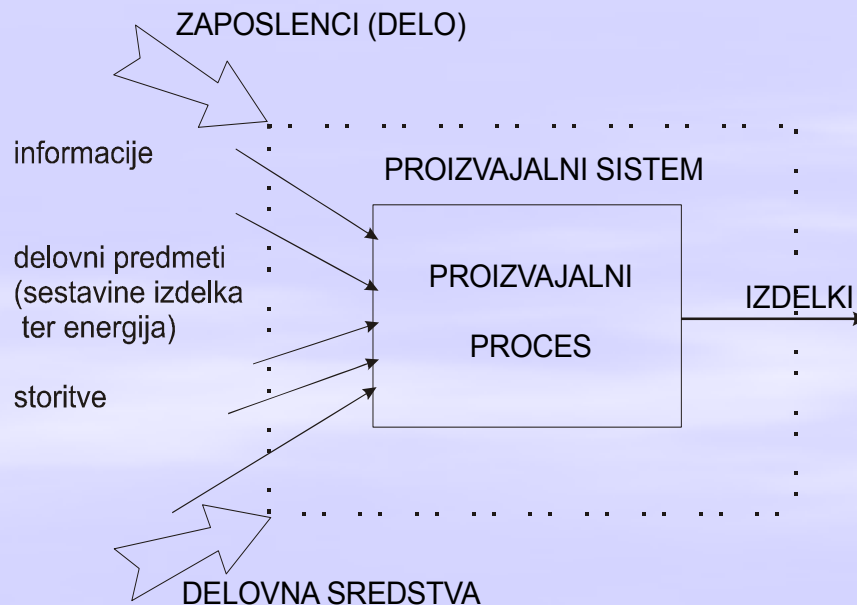 ZAPOSLENCI (DELO)
informacije
PROIZVAJALNI SISTEM
delovni predmeti
(sestavine izdelka
ter energija)
PROIZVAJALNI
PROCES
IZDELKI
storitve
DELOVNA SREDSTVA